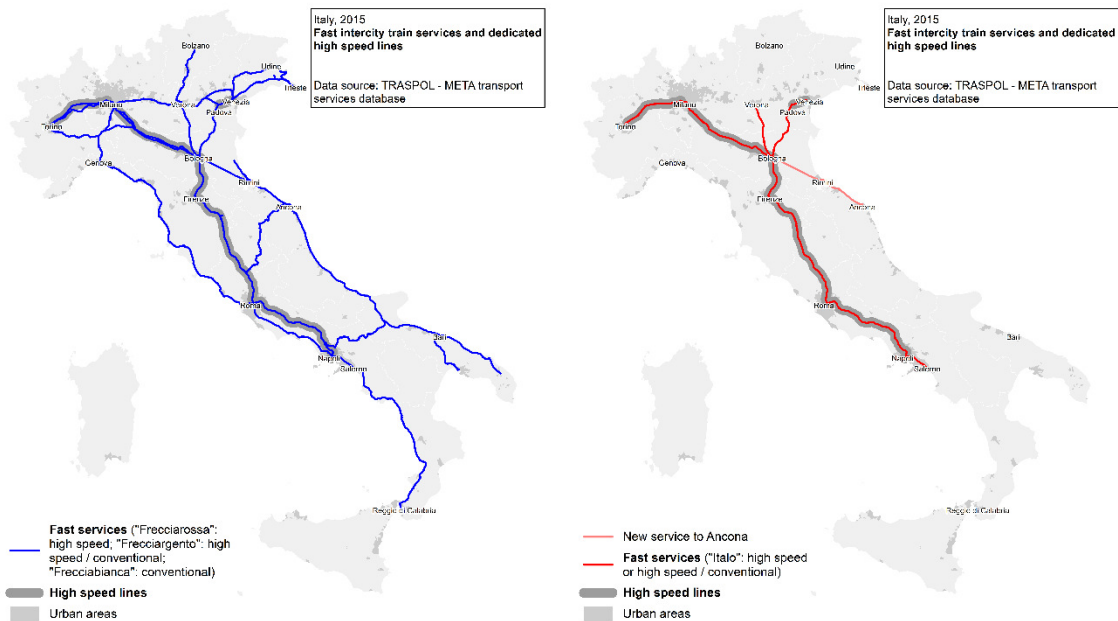 Italy, 2015
Fast intercity train services and dedicated
high speed lines
Data source: TRASPOL - META transport
services database
Bolzano
Udine
Trieste
Milano
Verona
Venezia
Padova
Torino
Genova
Bologna
Rimini
Firenze
Ancona
Roma
Bari
Napoli
Salerno
Reggio di Calabria
Fast services ("Frecciarossa":
high speed; "Frecciargento": high
speed / conventional;
"Frecciabianca": conventional)
High speed lines
Urban areas
Italy, 2015
Fast intercity train services and dedicated
high speed lines
Data source: TRASPOL - META transport
services database
Bolzano
Udine
Trieste
Milano
Verona
Venezia
Padova
Torino
Genova
Bologna
Rimini
Firenze
Ancona
Roma
Bari
Napoli
Salerno
Reggio di Calabria
New service to Ancona
Fast services ("Italo": high speed
or high speed / conventional)
High speed lines
Urban areas